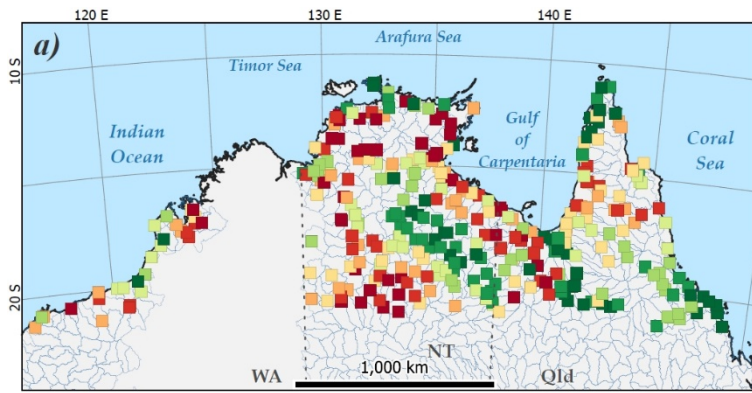 120 E
130 E
140 E
a)
Arafura Sea
Timor Sea
10 S
Indian
Ocean
Gulf
of
Carpentaria
Coral
Sea
20 S
NT
WA
1,000 km
Qld